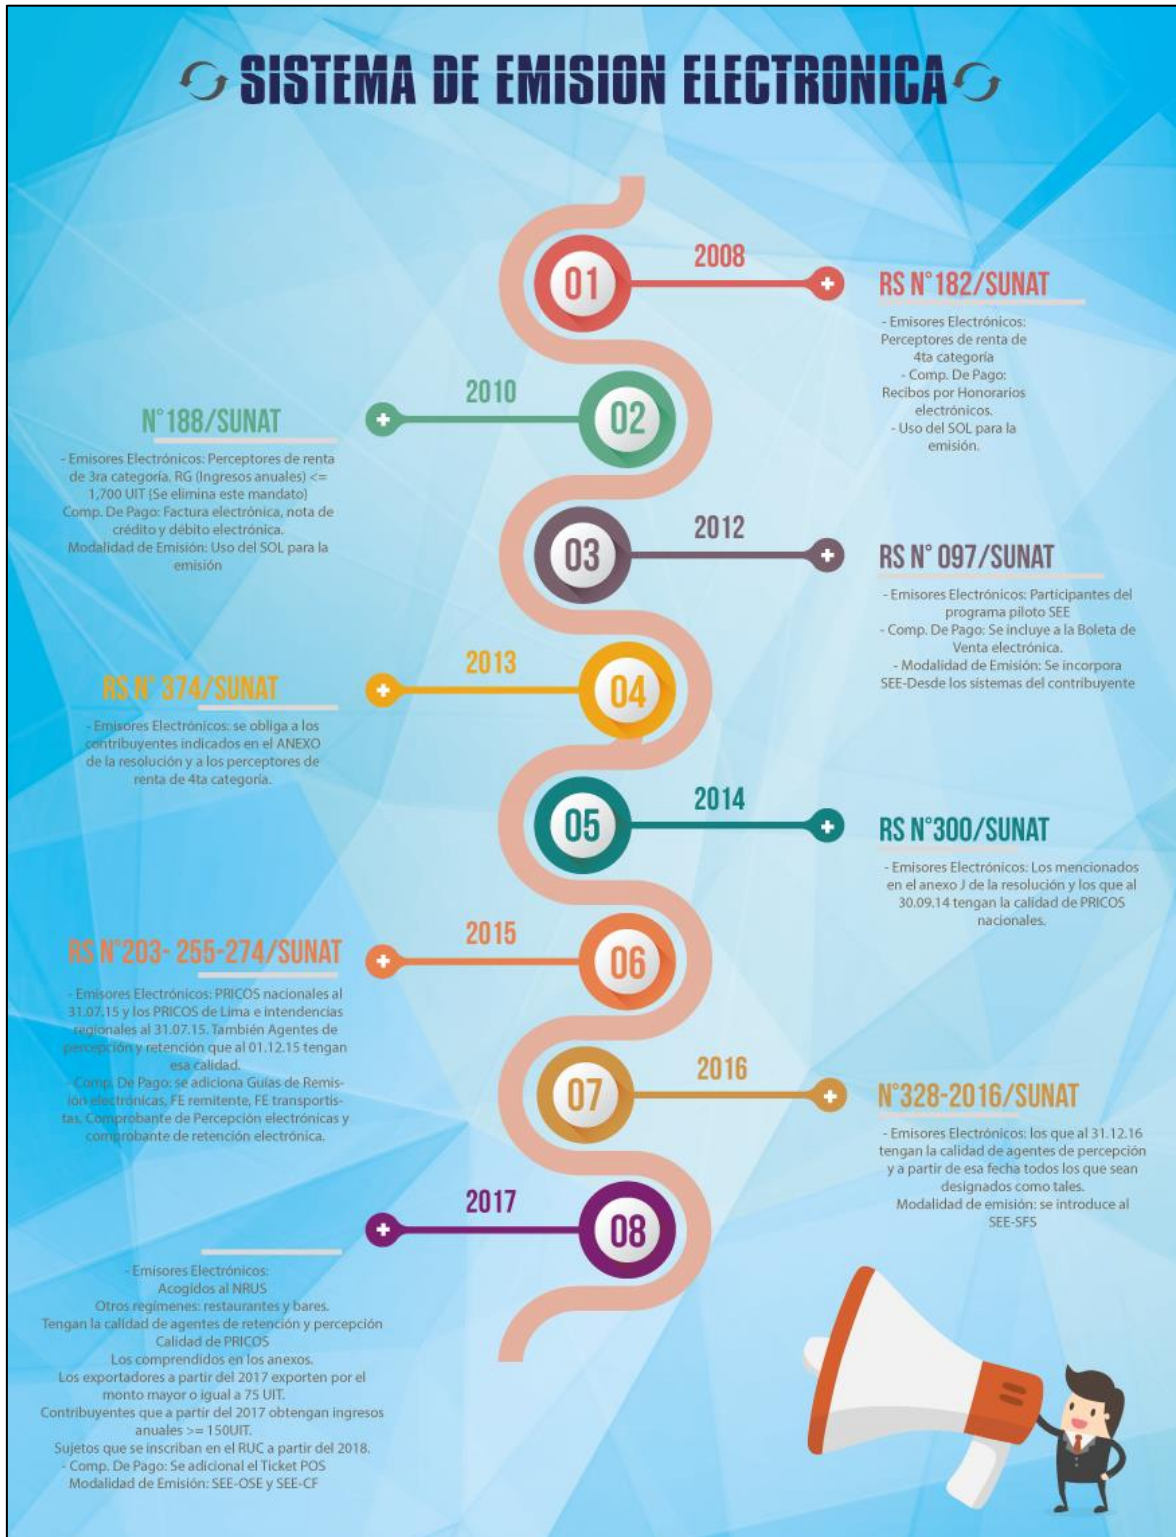 SISTEMA DE EMISION ELECTRONICA
01
2008
RS N°182/SUNAT
- Emisores Electrónicos:
Perceptores de renta de
4ta categoría
- Comp. De Pago:
Recibos por Honorarios
electrónicos.
- Uso del SOL para la
emisión.
2010
02
N°188/SUNAT
- Emisores Electrónicos: Perceptores de renta
de 3ra categoría, RG (Ingresos anuales) <=
1,700 UIT (Se elimina este mandato)
Comp. De Pago: Factura electrónica, nota de
crédito y débito electrónica.
Modalidad de Emisión: Uso del SOL para la
emisión
03
2012
RS N° 097/SUNAT
- Emisores Electrónicos: Participantes del
programa piloto SEE
- Comp. De Pago: Se incluye a la Boleta de
Venta electrónica.
- Modalidad de Emisión: Se incorpora
SEE-Desde los sistemas del contribuyente
2013
04
RS N° 374/SUNAT
- Emisores Electrónicos: se obliga a los
contribuyentes indicados en el ANEXO
de la resolución y a los perceptores de
renta de 4ta categoría.
05
2014
RS N°300/SUNAT
- Emisores Electrónicos: Los mencionados
en el anexo J de la resolución y los que al
30.09.14 tengan la calidad de PRICOS
nacionales.
2015
06
RS N°203- 255-274/SUNAT
- Emisores Electrónicos: PRICOS nacionales al
31.07.15 y los PRICOS de Lima e intendencias
regionales al 31.07.15. También Agentes de
percepción y retención que al 01.12.15 tengan
esa calidad.
- Comp. De Pago: se adiciona Guías de Remis-
ión electrónicas, FE remitente, FE transportis-
tas, Comprobante de Percepción electrónicas y
comprobante de retención electrónica.
07
2016
N°328-2016/SUNAT
- Emisores Electrónicos: los que al 31.12.16
tengan la calidad de agentes de percepción
y a partir de esa fecha todos los que sean
designados como tales.
Modalidad de emisión: se introduce al
SEE-SFS
2017
08
- Emisores Electrónicos:
Acogidos al NRUS
Otros regímenes: restaurantes y bares.
Tengan la calidad de agentes de retención y percepción
Calidad de PRICOS
Los comprendidos en los anexos.
Los exportadores a partir del 2017 exporten por el
monto mayor o igual a 75 UIT.
Contribuyentes que a partir del 2017 obtengan ingresos
anuales >= 150UIT.
Sujetos que se inscriban en el RUC a partir del 2018.
- Comp. De Pago: Se adicional el Ticket POS
Modalidad de Emisión: SEE-OSE y SEE-CF